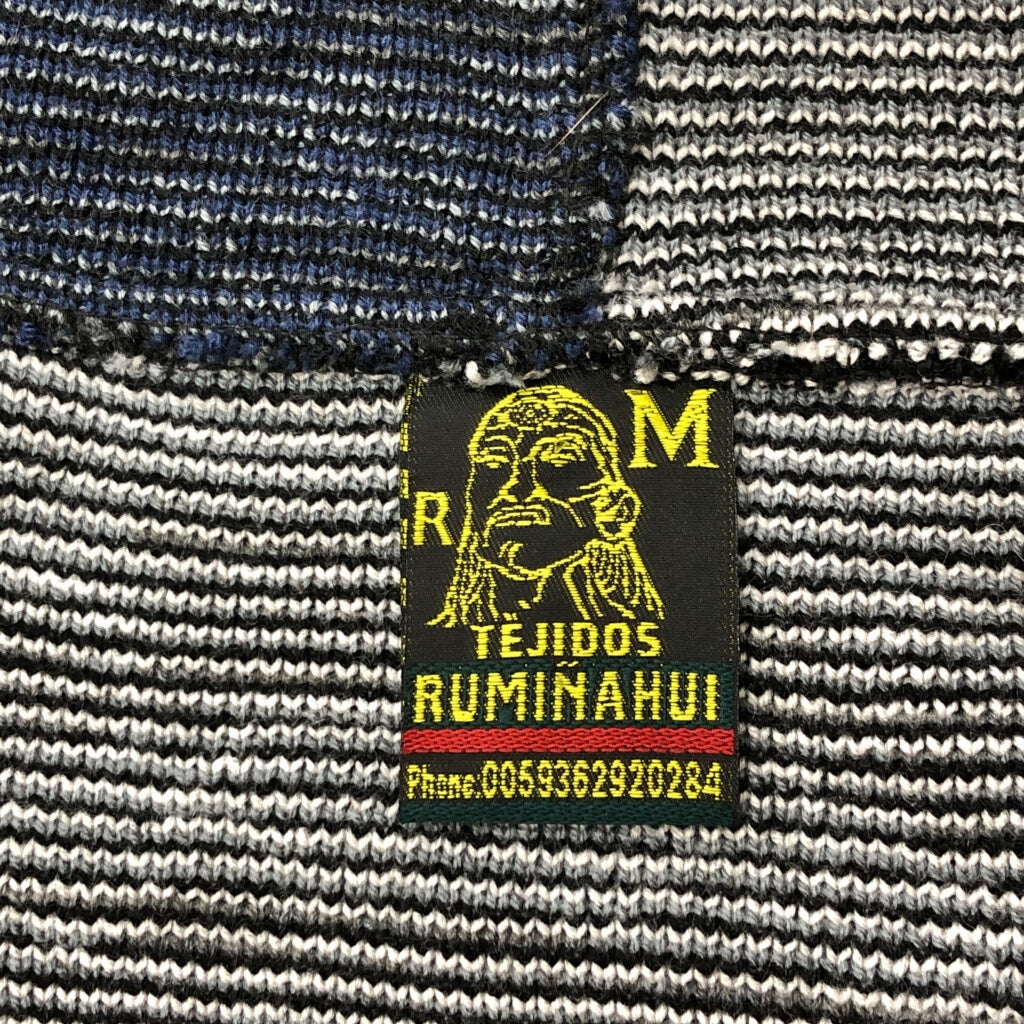 M
R
TEJIDOS
RUMIÑAHUI
Phone:0059362920284